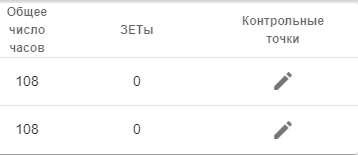 Общее
число
часов
ЗЕТы
Контрольные
точки
108 0
108 0